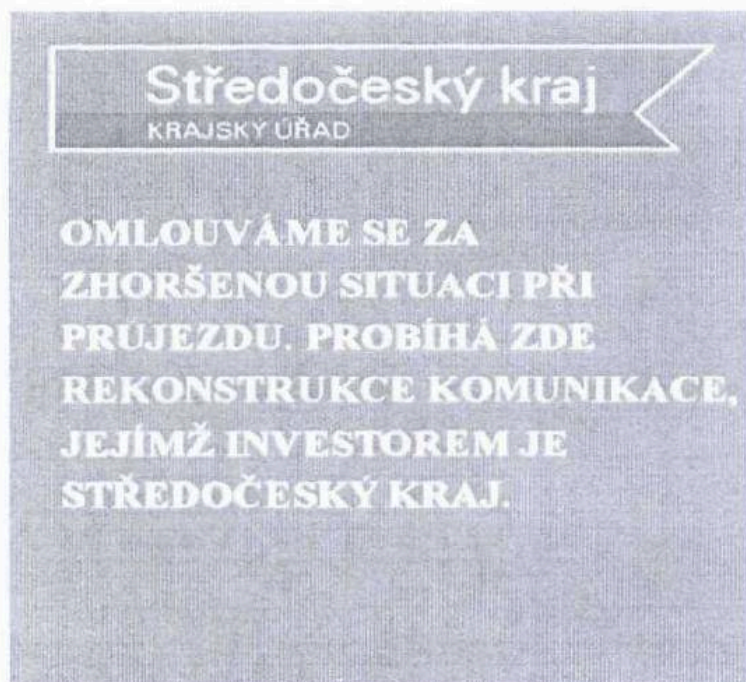 Středočeský kraj
KRAJSKÝ ÚŘAD
OMLOUVÁME SE ZA
ZHORŠENOU SITUACI PŘI
PRŮJEZDU. PROBÍHÁ ZDE
REKONSTRUKCE KOMUNIKACE,
JEJÍMŽ INVESTOREM JE
STŘEDOČESKÝ KRAJ.